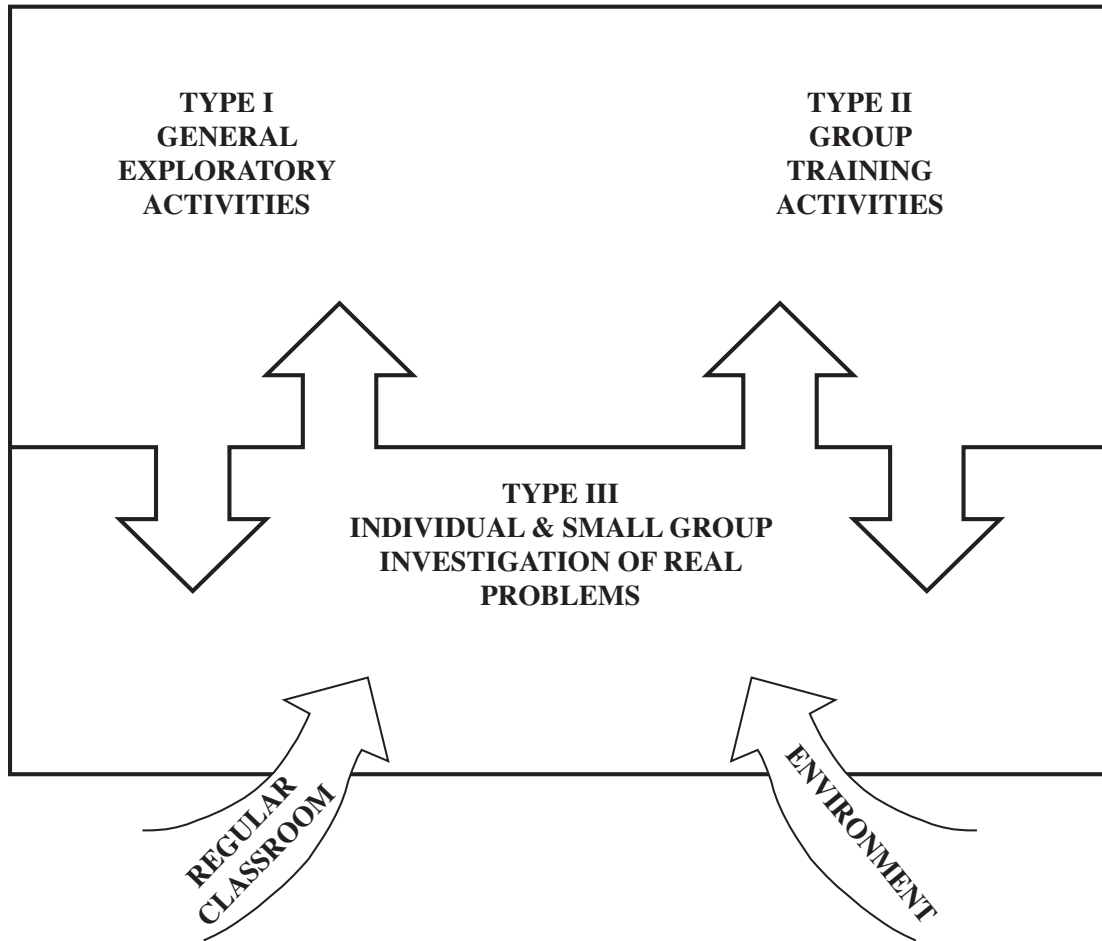 TYPE I
GENERAL
EXPLORATORY
ACTIVITIES
TYPE II
GROUP
TRAINING
ACTIVITIES
TYPE III
INDIVIDUAL & SMALL GROUP
INVESTIGATION OF REAL
PROBLEMS
REGULAR
CLASSROOM
ENVIRONMENT